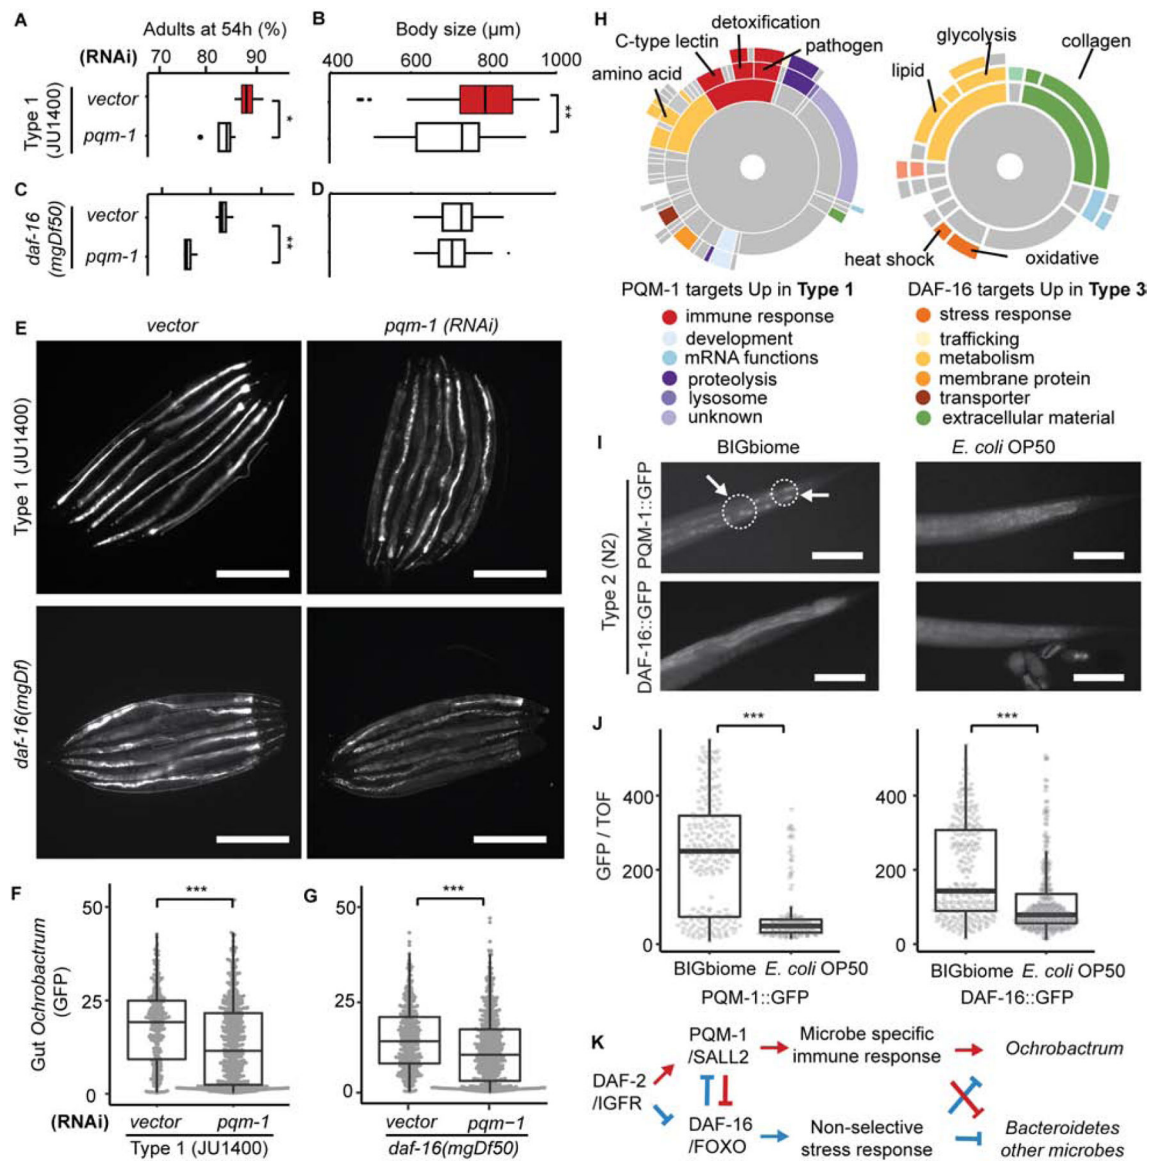 A
Adults at 54h (%)
(RNAi)
70 80 90
Type 1
(JU1400)
vector
pqm-1
*
B
Body size (µm)
400 600 800 1000
**
C
daf-16
(mgDf50)
vector
pqm-1
**
D
E
vector
pqm-1 (RNAi)
Type 1 (JU1400)
daf-16(mgDf)
F
Gut Ochrobactrum
(GFP)
50
25
0
***
(RNAi)
vector pqm-1
Type 1 (JU1400)
G
50
25
0
***
vector pqm−1
daf-16(mgDf50)
H
detoxification
C-type lectin
pathogen
amino acid
glycolysis
collagen
lipid
heat shock
oxidative
PQM-1 targets Up in Type 1
immune response
development
mRNA functions
proteolysis
lysosome
unknown
DAF-16 targets Up in Type 3
stress response
trafficking
metabolism
membrane protein
transporter
extracellular material
I
BIGbiome
E. coli OP50
Type 2 (N2)
PQM-1::GFP
DAF-16::GFP
J
GFP / TOF
400
200
0
***
BIGbiome E. coli OP50
PQM-1::GFP
400
200
0
***
BIGbiome E. coli OP50
DAF-16::GFP
K
DAF-2
/IGFR
PQM-1
/SALL2
Microbe specific
immune response
Ochrobactrum
DAF-16
/FOXO
Non-selective
stress response
Bacteroidetes
other microbes